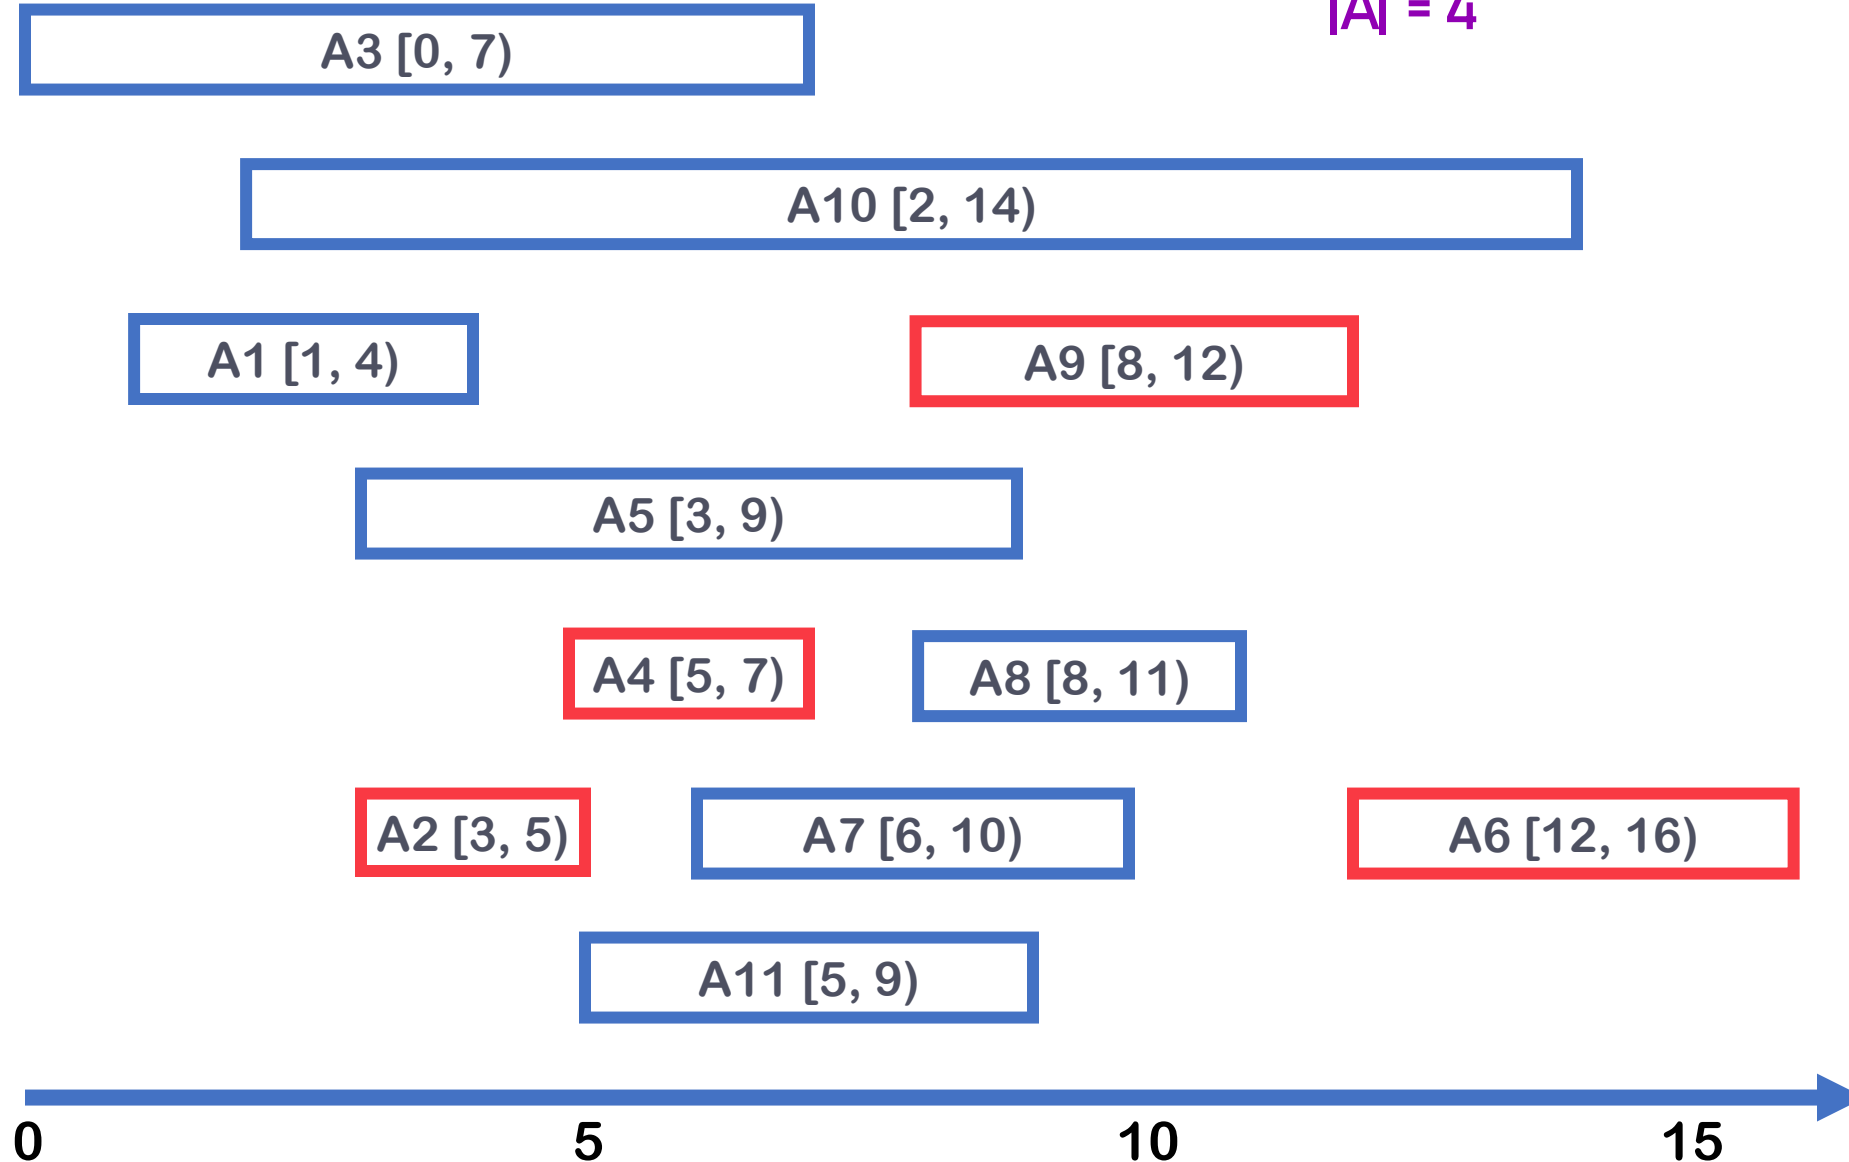 |A| = 4
A3 [0, 7)
A10 [2, 14)
A1 [1, 4)
A9 [8, 12)
A5 [3, 9)
A4 [5, 7)
A8 [8, 11)
A2 [3, 5)
A7 [6, 10)
A6 [12, 16)
A11 [5, 9)
0 5 10 15